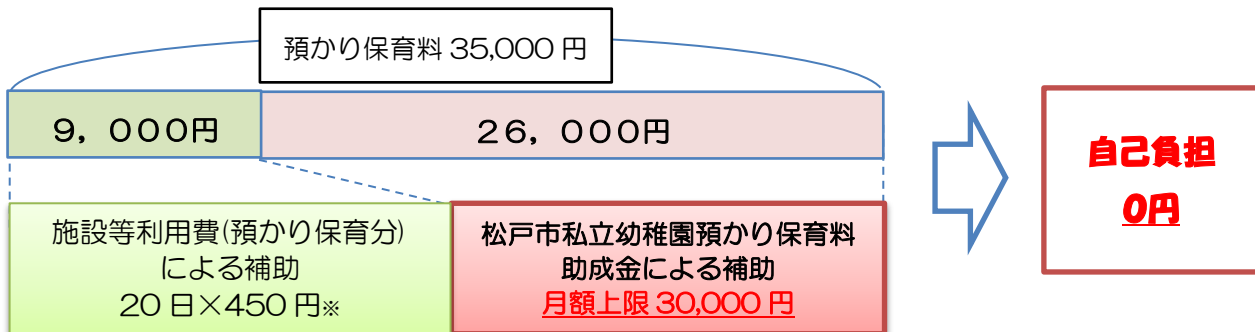 預かり保育料 35,000 円
9，000円
26，000円
自己負担
0円
施設等利用費(預かり保育分)
による補助
20 日×450 円※
松戸市私立幼稚園預かり保育料
助成金による補助
月額上限 30,000 円